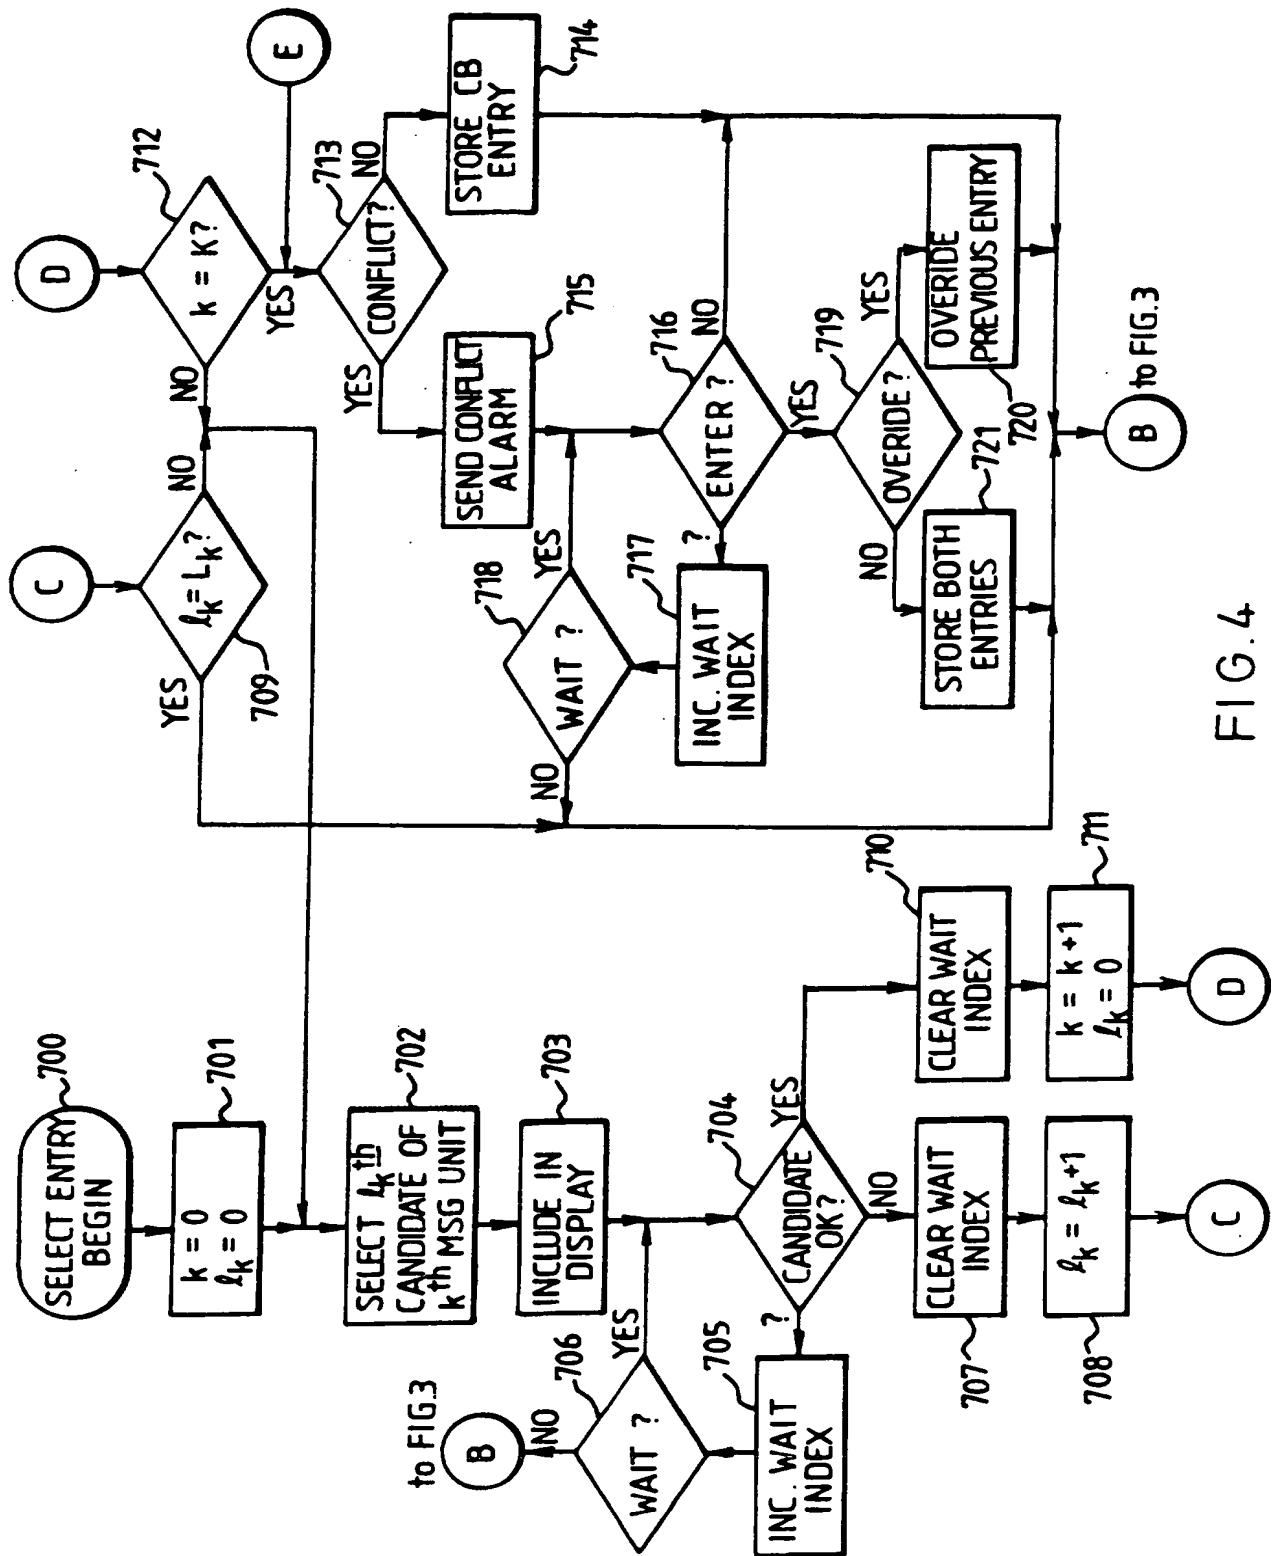 SELECT ENTRY
BEGIN
700
k = 0
ℓk = 0
701
SELECT ℓk th
CANDIDATE OF
k th MSG UNIT
702
INCLUDE IN
DISPLAY
703
CANDIDATE
OK?
704
YES
NO
?
INC. WAIT
INDEX
705
WAIT ?
706
YES
NO
B
to FIG.3
CLEAR WAIT
INDEX
707
ℓk = ℓk+1
708
C
CLEAR WAIT
INDEX
710
k = k+1
ℓk = 0
711
D
C
ℓk = Lk?
709
YES
NO
D
k = K?
712
NO
YES
E
CONFLICT?
713
YES
NO
STORE CB
ENTRY
714
SEND CONFLICT
ALARM
715
ENTER ?
716
NO
YES
?
INC. WAIT
INDEX
717
WAIT ?
718
YES
NO
OVERRIDE ?
719
YES
NO
OVERRIDE
PREVIOUS ENTRY
720
STORE BOTH
ENTRIES
721
B
to FIG.3
FIG.4